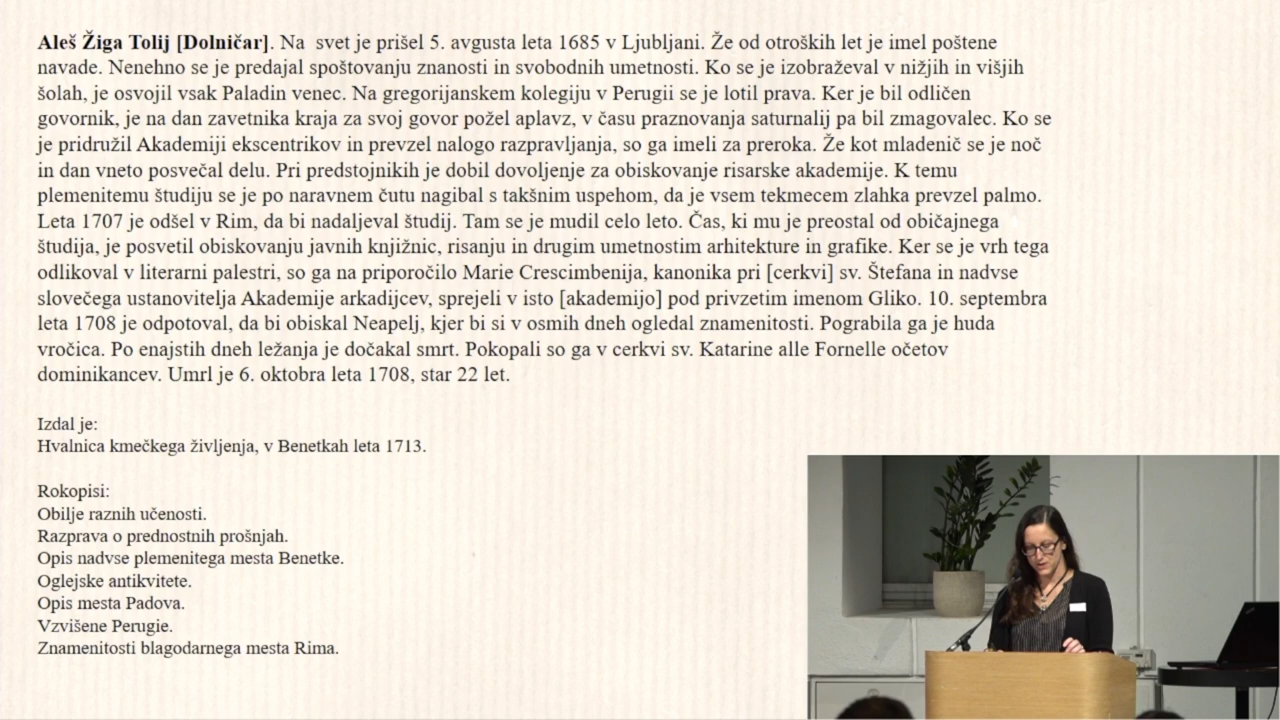 Aleš Žiga Tolij [Dolničar]. Na svet je prišel 5. avgusta leta 1685 v Ljubljani. Že od otroških let je imel poštene
navade. Nenehno se je predajal spoštovanju znanosti in svobodnih umetnosti. Ko se je izobraževal v nižjih in višjih
šolah, je osvojil vsak Paladin venec. Na gregorijanskem kolegiju v Perugii se je lotil prava. Ker je bil odličen
govornik, je na dan zavetnika kraja za svoj govor požel aplavz, v času praznovanja saturnalij pa bil zmagovalec. Ko se
je pridružil Akademiji ekscentrikov in prevzel nalogo razpravljanja, so ga imeli za preroka. Že kot mladenič se je noč
in dan vneto posvečal delu. Pri predstojnikih je dobil dovoljenje za obiskovanje risarske akademije. K temu
plemenitemu študiju se je po naravnem čutu nagibal s takšnim uspehom, da je vsem tekmecem zlahka prevzel palmo.
Leta 1707 je odšel v Rim, da bi nadaljeval študij. Tam se je mudil celo leto. Čas, ki mu je preostal od običajnega
študija, je posvetil obiskovanju javnih knjižnic, risanju in drugim umetnostim arhitekture in grafike. Ker se je vrh tega
odlikoval v literarni palestri, so ga na priporočilo Marie Crescimbenija, kanonika pri [cerkvi] sv. Štefana in nadvse
slovečega ustanovitelja Akademije arkadijcev, sprejeli v isto [akademijo] pod privzetim imenom Gliko. 10. septembra
leta 1708 je odpotoval, da bi obiskal Neapelj, kjer bi si v osmih dneh ogledal znamenitosti. Pograbila ga je huda
vročica. Po enajstih dneh ležanja je dočakal smrt. Pokopali so ga v cerkvi sv. Katarine alle Fornelle očetov
dominikancev. Umrl je 6. oktobra leta 1708, star 22 let.
Izdal je:
Hvalnica kmečkega življenja, v Benetkah leta 1713.
Rokopisi:
Obilje raznih učenosti.
Razprava o prednostnih prošnjah.
Opis nadvse plemenitega mesta Benetke.
Oglejske antikvitete.
Opis mesta Padova.
Vzvišene Perugie.
Znamenitosti blagodarnega mesta Rima.